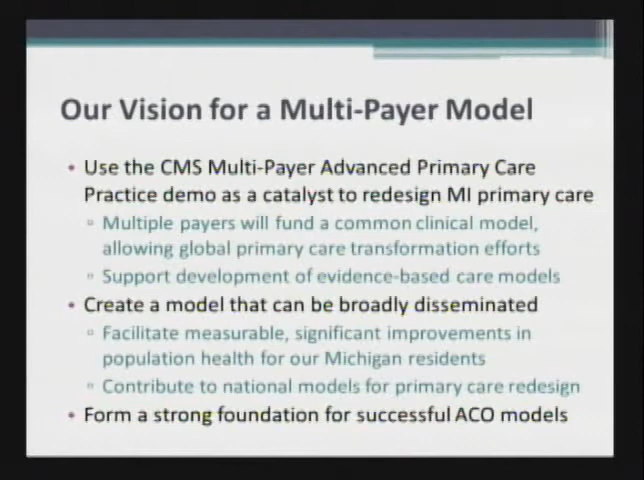 Our Vision for a Multi-Payer Model
• Use the CMS Multi-Payer Advanced Primary Care
Practice demo as a catalyst to redesign MI primary care
▫ Multiple payers will fund a common clinical model,
allowing global primary care transformation efforts
▫ Support development of evidence-based care models
• Create a model that can be broadly disseminated
▫ Facilitate measurable, significant improvements in
population health for our Michigan residents
▫ Contribute to national models for primary care redesign
• Form a strong foundation for successful ACO models